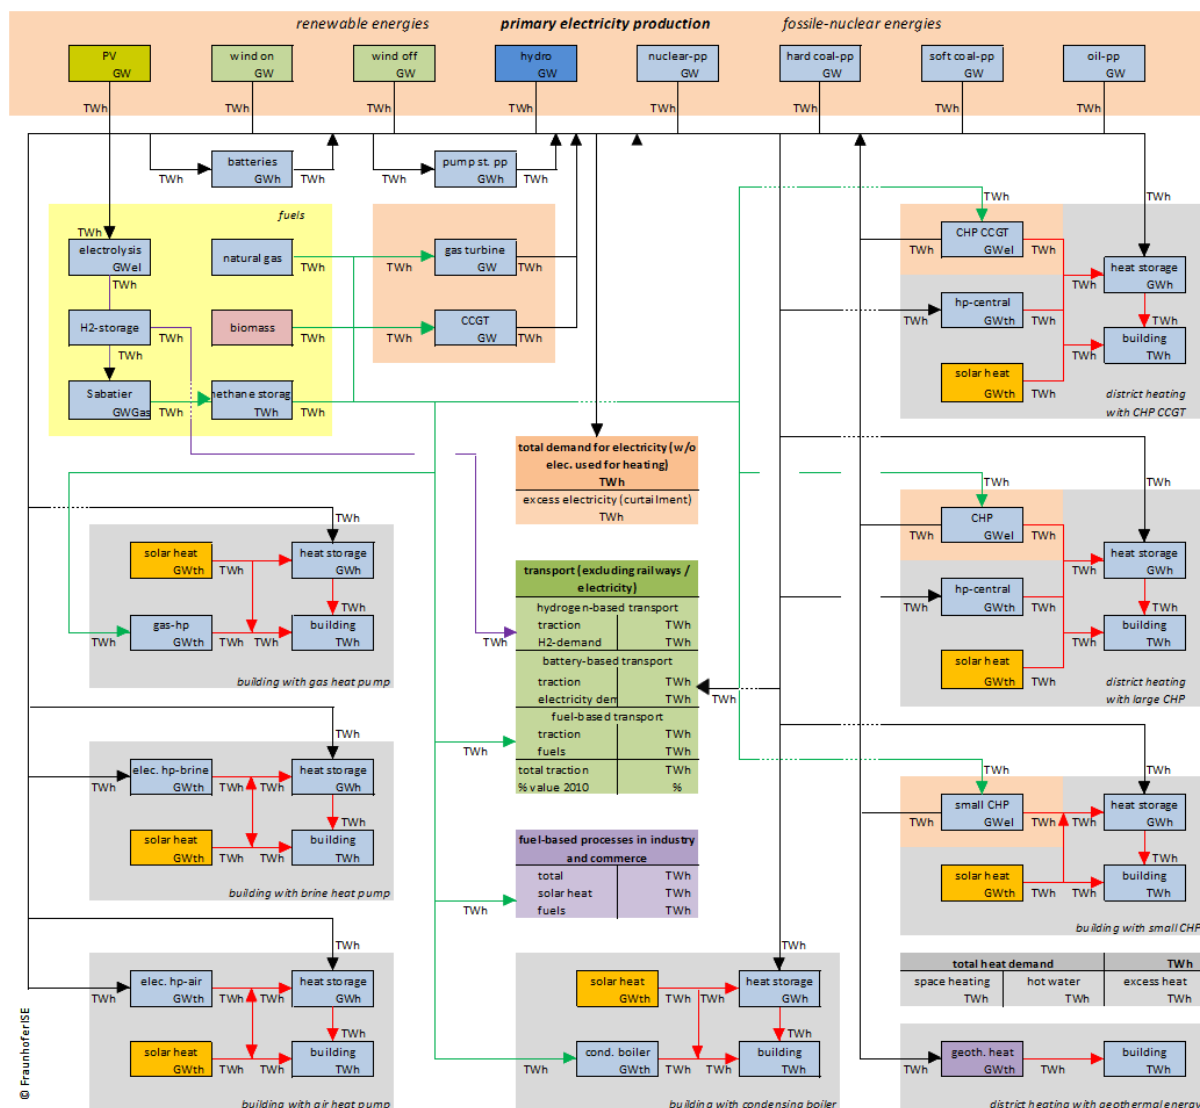 renewable energies primary electricity production fossile-nuclear energies
PV wind on wind off hydro nuclear-pp hard coal-pp soft coal-pp oil-pp
GW GW GW GW GW GW GW GW
TWh TWh TWh TWh TWh TWh TWh TWh
batteries pump st. pp
GWh GWh
TWh TWh TWh TWh
fuels
TWh
electrolysis natural gas gas turbine
GWel GW
TWh TWh TWh TWh
H2-storage biomass CCGT
GW
TWh TWh TWh TWh
TWh
Sabatier methane storag
GWGas TWh
TWh TWh
TWh TWh
CHP CCGT
GWel
TWh TWh
heat storage
GWh
TWh
hp-central
GWth
TWh TWh
TWh
building
TWh
TWh
solar heat
GWth
TWh
district heating
with CHP CCGT
total demand for electricity (w/o
elec. used for heating)
TWh
excess electricity (curtailment)
TWh
TWh TWh
CHP
GWel
TWh TWh
heat storage
GWh
TWh
hp-central
GWth
TWh TWh
TWh
building
TWh
TWh
solar heat
GWth
TWh
district heating
with large CHP
TWh
solar heat heat storage
GWth GWh
TWh TWh
TWh
gas-hp building
GWth TWh
TWh TWh TWh
building with gas heat pump
transport (excluding railways /
electricity)
hydrogen-based transport
traction TWh
H2-demand TWh
TWh
battery-based transport
traction TWh
electricity dem TWh
TWh
fuel-based transport
traction TWh
fuels TWh
TWh
total traction TWh
% value 2010 %
TWh
elec. hp-brine heat storage
GWth GWh
TWh TWh TWh
TWh
solar heat building
GWth TWh
TWh TWh
building with brine heat pump
TWh TWh
small CHP heat storage
GWel GWh
TWh TWh TWh
TWh
solar heat building
GWth TWh
TWh TWh
building with small CHP
fuel-based processes in industry
and commerce
total TWh
solar heat TWh
fuels TWh
TWh
TWh
elec. hp-air heat storage
GWth GWh
TWh TWh TWh
TWh
solar heat building
GWth TWh
TWh TWh
building with air heat pump
TWh
solar heat heat storage
GWth GWh
TWh TWh
TWh
cond. boiler building
GWth TWh
TWh TWh TWh
building with condensing boiler
total heat demand TWh
space heating hot water excess heat
TWh TWh TWh
geoth. heat building
GWth TWh
TWh TWh
district heating with geothermal energy
© Fraunhofer ISE